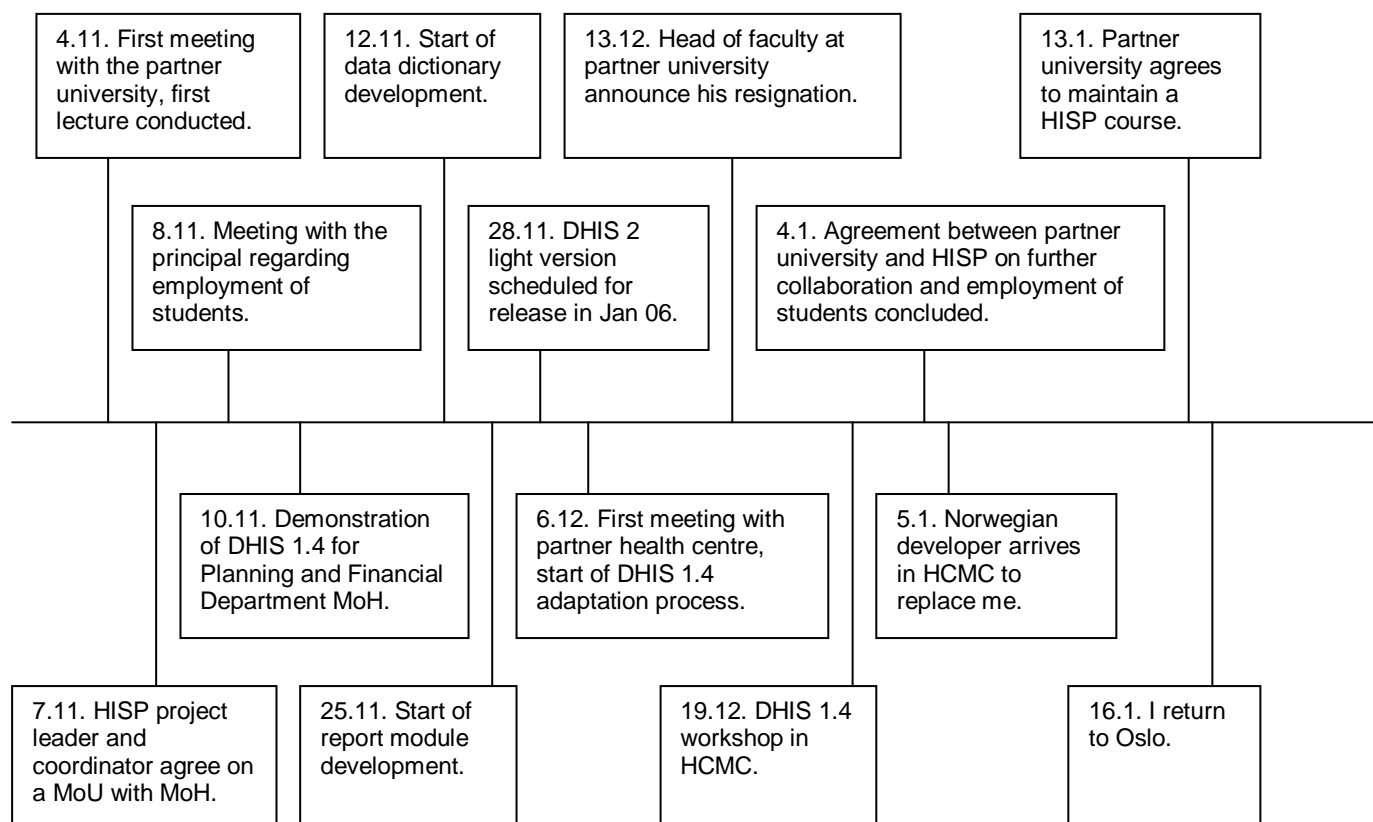 4.11. First meeting
with the partner
university, first
lecture conducted.
12.11. Start of
data dictionary
development.
13.12. Head of faculty at
partner university
announce his resignation.
13.1. Partner
university agrees
to maintain a
HISP course.
8.11. Meeting with the
principal regarding
employment of
students.
28.11. DHIS 2
light version
scheduled for
release in Jan 06.
4.1. Agreement between partner
university and HISP on further
collaboration and employment of
students concluded.
10.11. Demonstration
of DHIS 1.4 for
Planning and Financial
Department MoH.
6.12. First meeting with
partner health centre,
start of DHIS 1.4
adaptation process.
5.1. Norwegian
developer arrives
in HCMC to
replace me.
7.11. HISP project
leader and
coordinator agree on
a MoU with MoH.
25.11. Start of
report module
development.
19.12. DHIS 1.4
workshop in
HCMC.
16.1. I return
to Oslo.